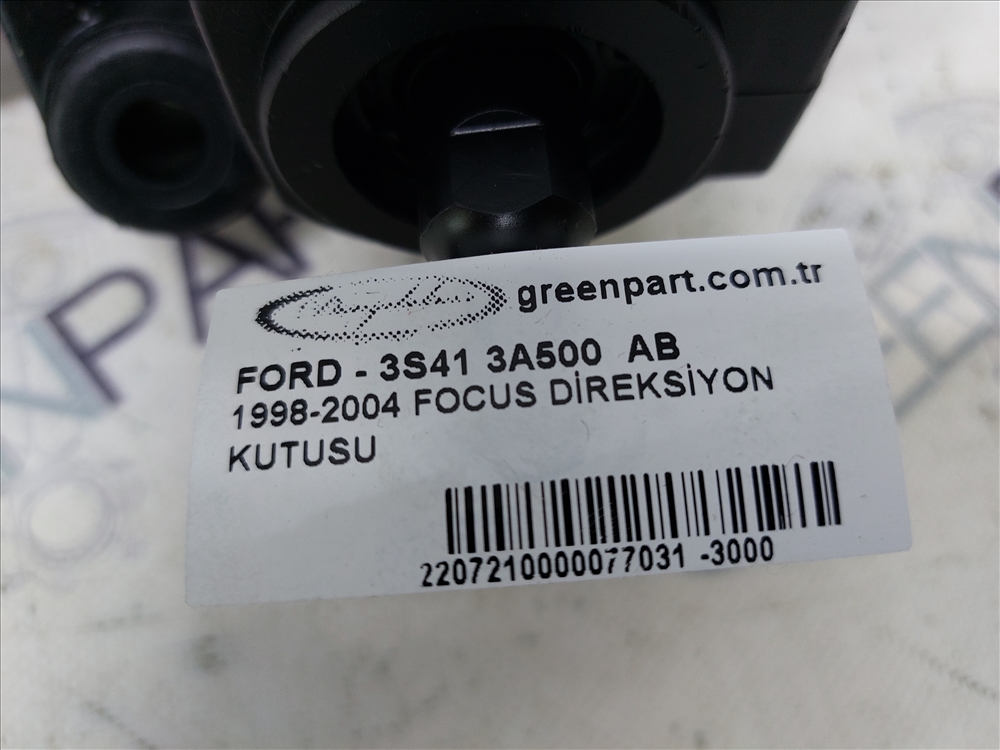 greenpart.com.tr
FORD - 3S41 3A500 AB
1998-2004 FOCUS DİREKSİYON
KUTUSU
2207210000077031 -3000